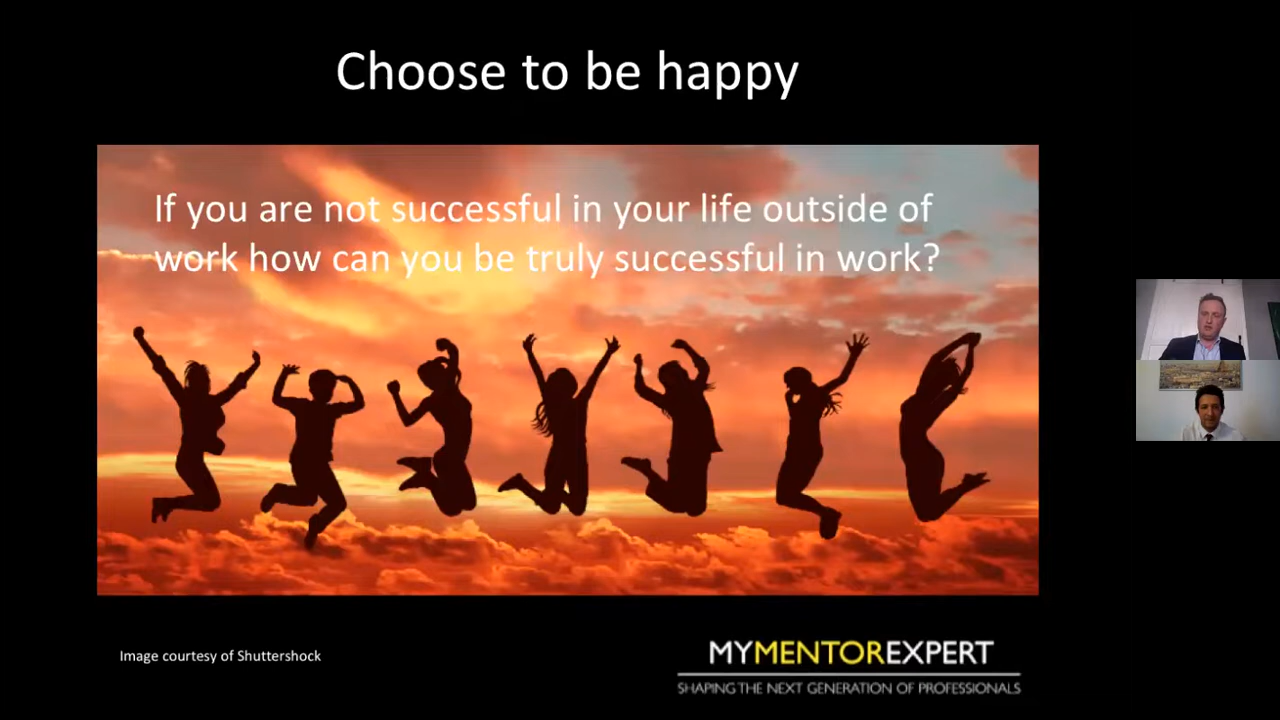 Choose to be happy
If you are not successful in your life outside of
work how can you be truly successful in work?
Image courtesy of Shuttershock
MYMENTOREXPERT
SHAPING THE NEXT GENERATION OF PROFESSIONALS